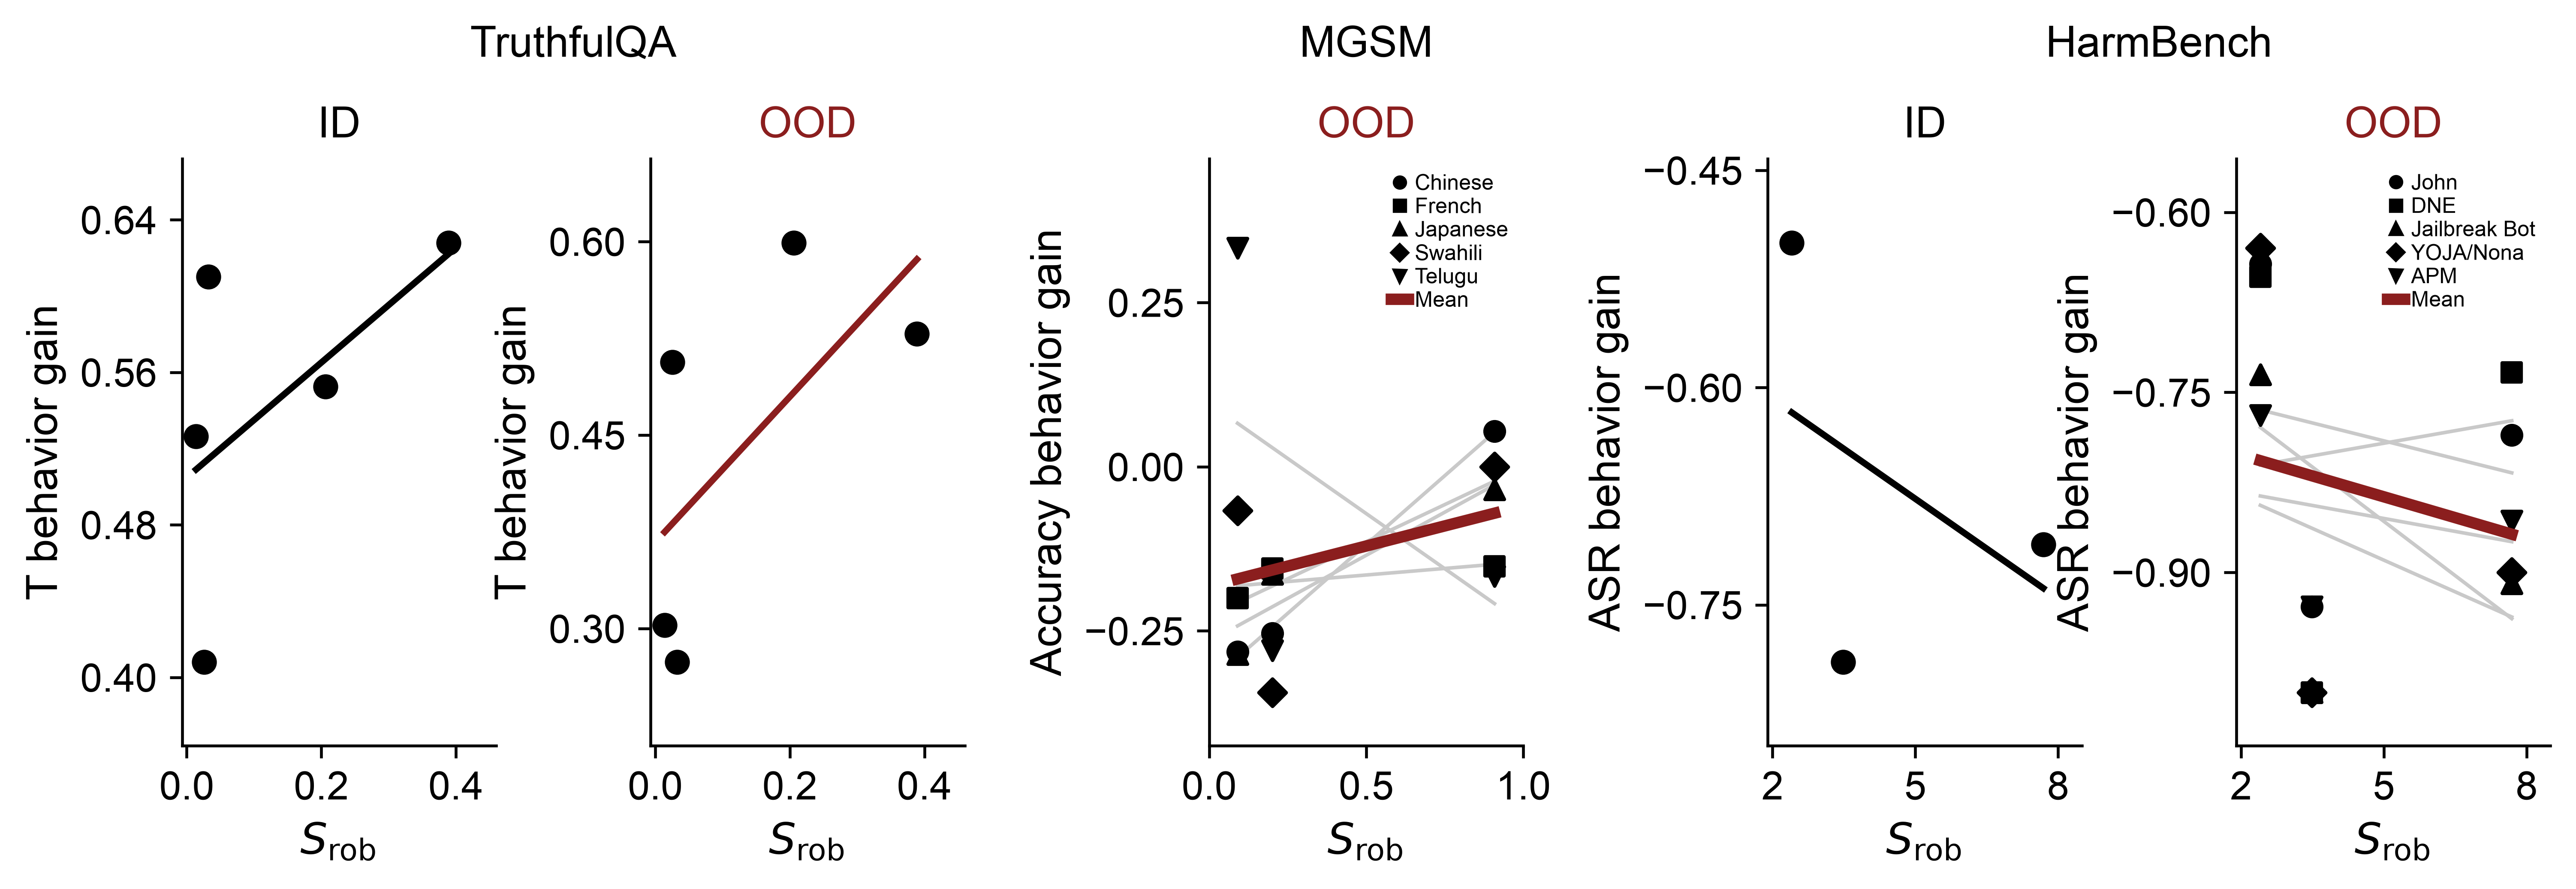 TruthfulQA
MGSM
HarmBench
ID
OOD
OOD
ID
OOD
T behavior gain
0.64
0.56
0.48
0.40
0.0
0.2
0.4
S_rob
T behavior gain
0.60
0.45
0.30
0.0
0.2
0.4
S_rob
Accuracy behavior gain
0.25
0.00
−0.25
0.0
0.5
1.0
S_rob
Chinese
French
Japanese
Swahili
Telugu
Mean
ASR behavior gain
−0.45
−0.60
−0.75
2
5
8
S_rob
ASR behavior gain
−0.60
−0.75
−0.90
2
5
8
S_rob
John
DNE
Jailbreak Bot
YOJA/Nona
APM
Mean